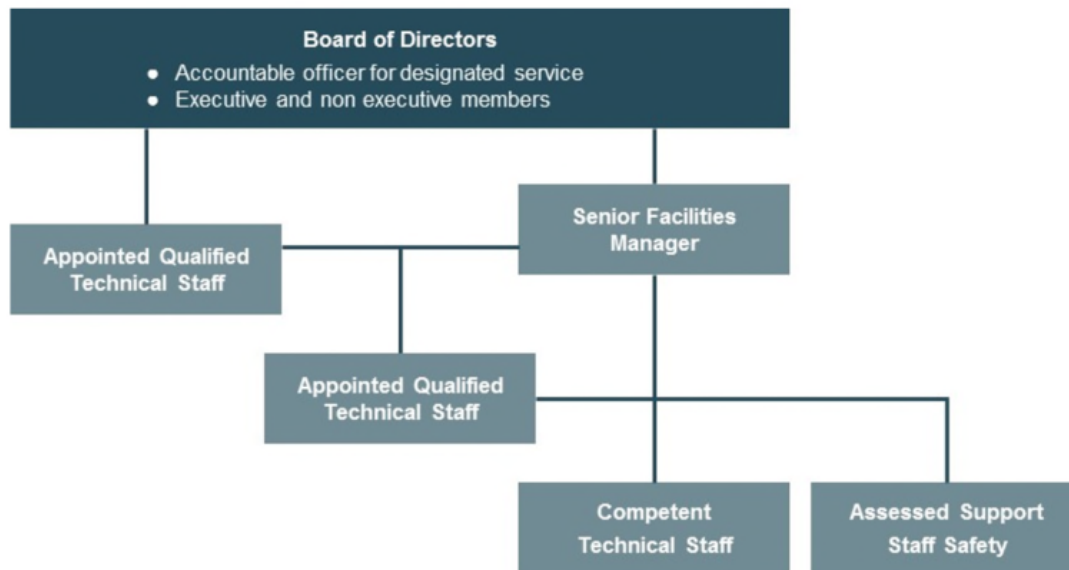 Board of Directors
● Accountable officer for designated service
● Executive and non executive members
Senior Facilities
Manager
Appointed Qualified
Technical Staff
Appointed Qualified
Technical Staff
Competent
Technical Staff
Assessed Support
Staff Safety